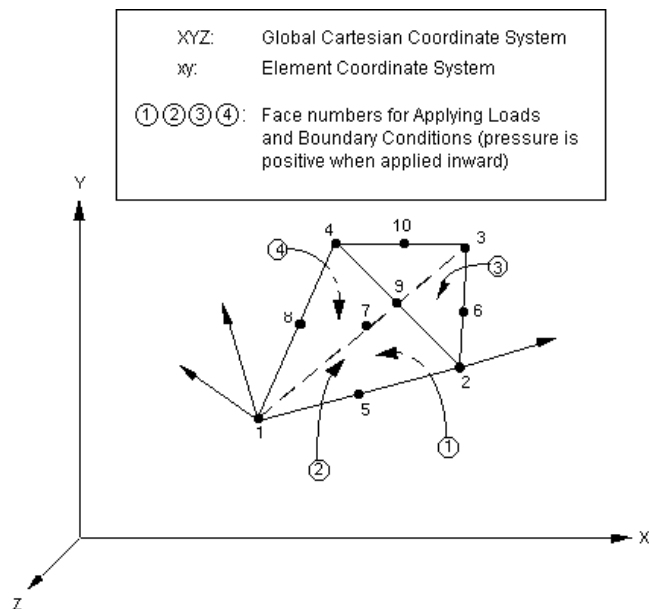 XYZ: Global Cartesian Coordinate System
xy: Element Coordinate System
①②③④: Face numbers for Applying Loads
and Boundary Conditions (pressure is
positive when applied inward)
Y
4
10
3
④
③
9
8
7
6
2
5
1
①
②
X
Z